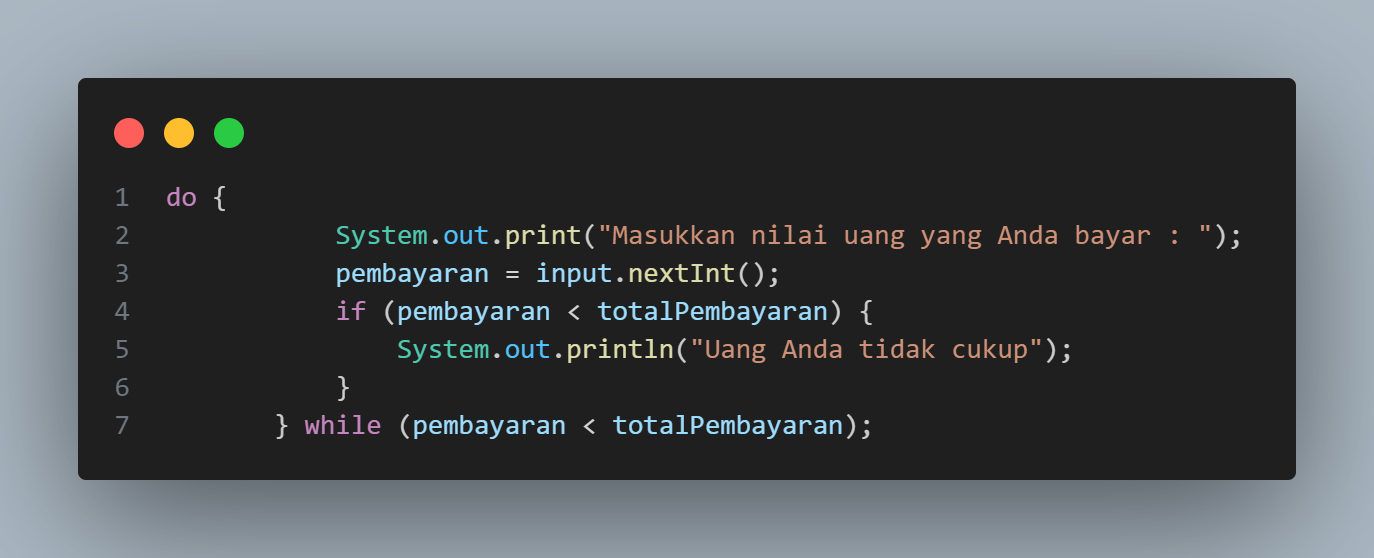 1 do {
2 System.out.print("Masukkan nilai uang yang Anda bayar : ");
3 pembayaran = input.nextInt();
4 if (pembayaran < totalPembayaran) {
5 System.out.println("Uang Anda tidak cukup");
6 }
7 } while (pembayaran < totalPembayaran);